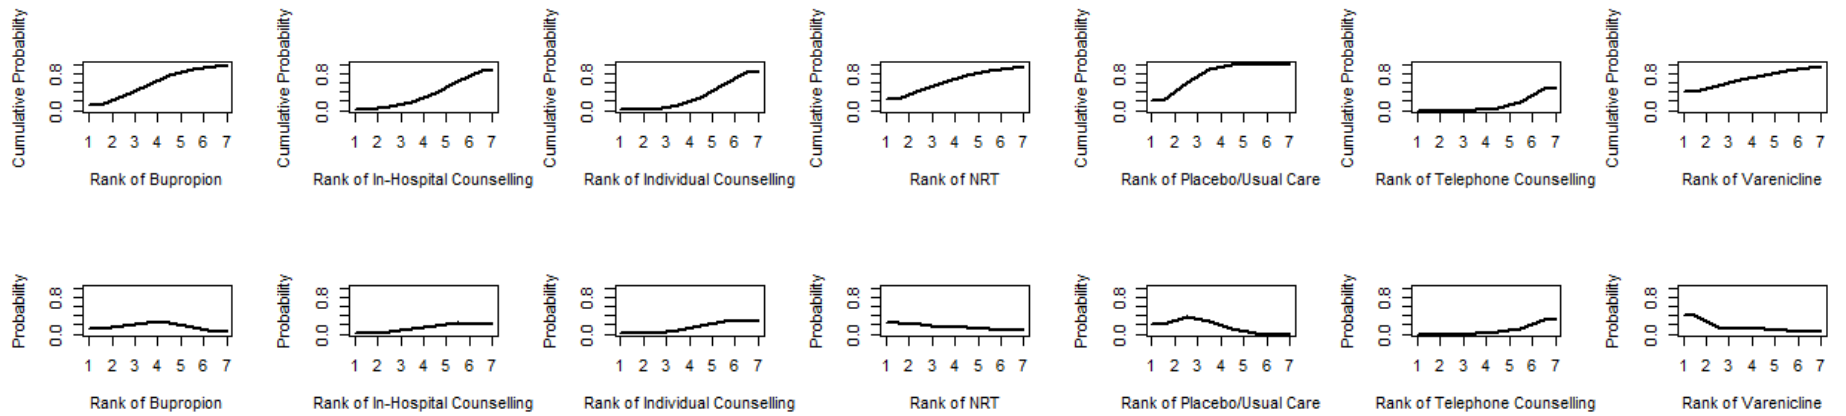 Cumulative Probability
0.0 0.8
1 2 3 4 5 6 7
Rank of Bupropion
Cumulative Probability
0.0 0.8
1 2 3 4 5 6 7
Rank of In-Hospital Counselling
Cumulative Probability
0.0 0.8
1 2 3 4 5 6 7
Rank of Individual Counselling
Cumulative Probability
0.0 0.8
1 2 3 4 5 6 7
Rank of NRT
Cumulative Probability
0.0 0.8
1 2 3 4 5 6 7
Rank of Placebo/Usual Care
Cumulative Probability
0.0 0.8
1 2 3 4 5 6 7
Rank of Telephone Counselling
Cumulative Probability
0.0 0.8
1 2 3 4 5 6 7
Rank of Varenicline
Probability
0.0 0.8
1 2 3 4 5 6 7
Rank of Bupropion
Probability
0.0 0.8
1 2 3 4 5 6 7
Rank of In-Hospital Counselling
Probability
0.0 0.8
1 2 3 4 5 6 7
Rank of Individual Counselling
Probability
0.0 0.8
1 2 3 4 5 6 7
Rank of NRT
Probability
0.0 0.8
1 2 3 4 5 6 7
Rank of Placebo/Usual Care
Probability
0.0 0.8
1 2 3 4 5 6 7
Rank of Telephone Counselling
Probability
0.0 0.8
1 2 3 4 5 6 7
Rank of Varenicline